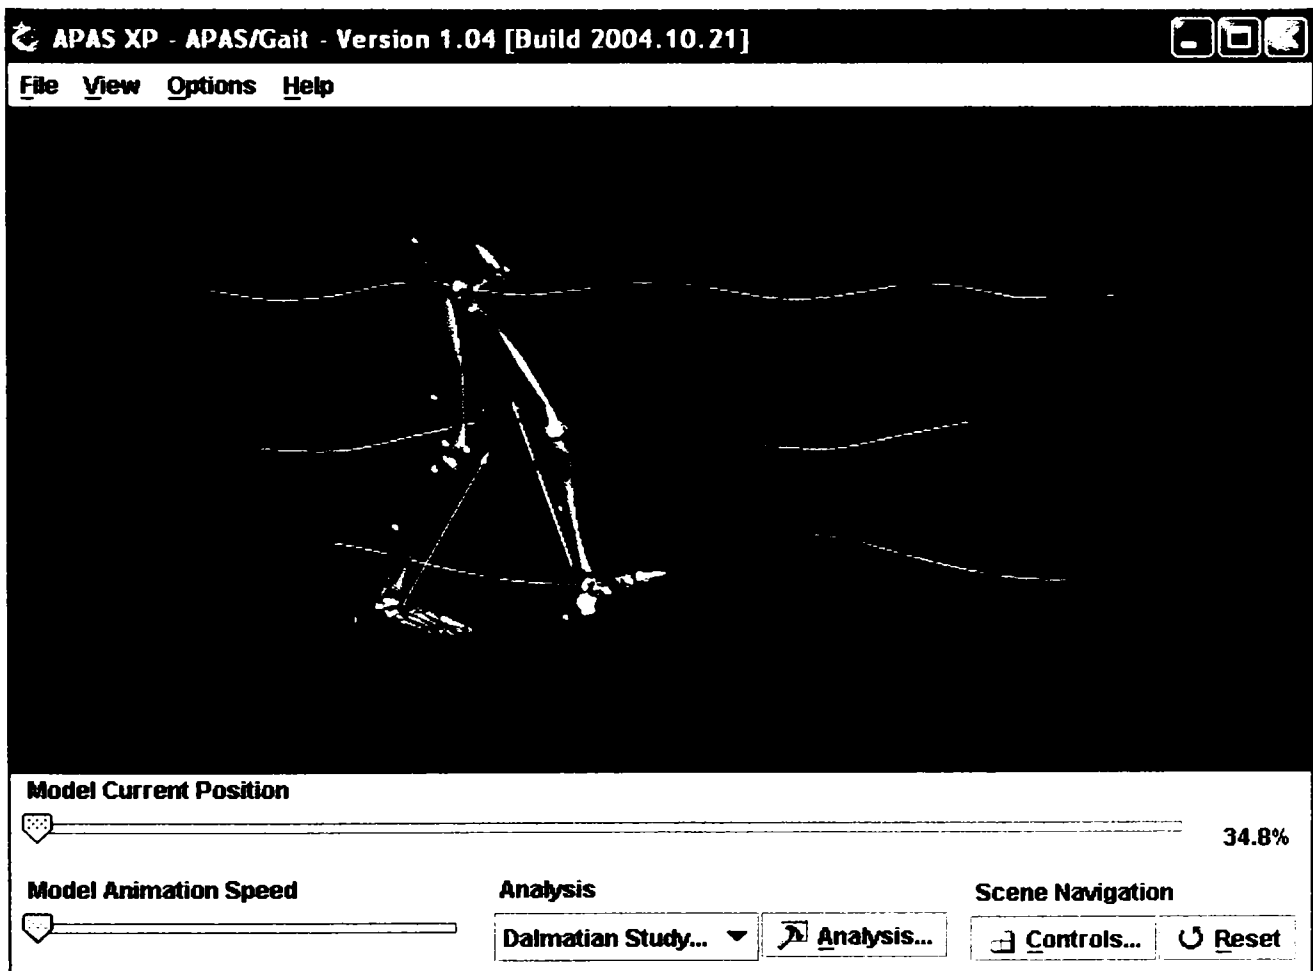 APAS XP - APAS/Gait - Version 1.04 [Build 2004.10.21]
File View Options Help
Model Current Position
34.8%
Model Animation Speed
Analysis
Scene Navigation
Dalmatian Study...
Analysis...
Controls...
Reset